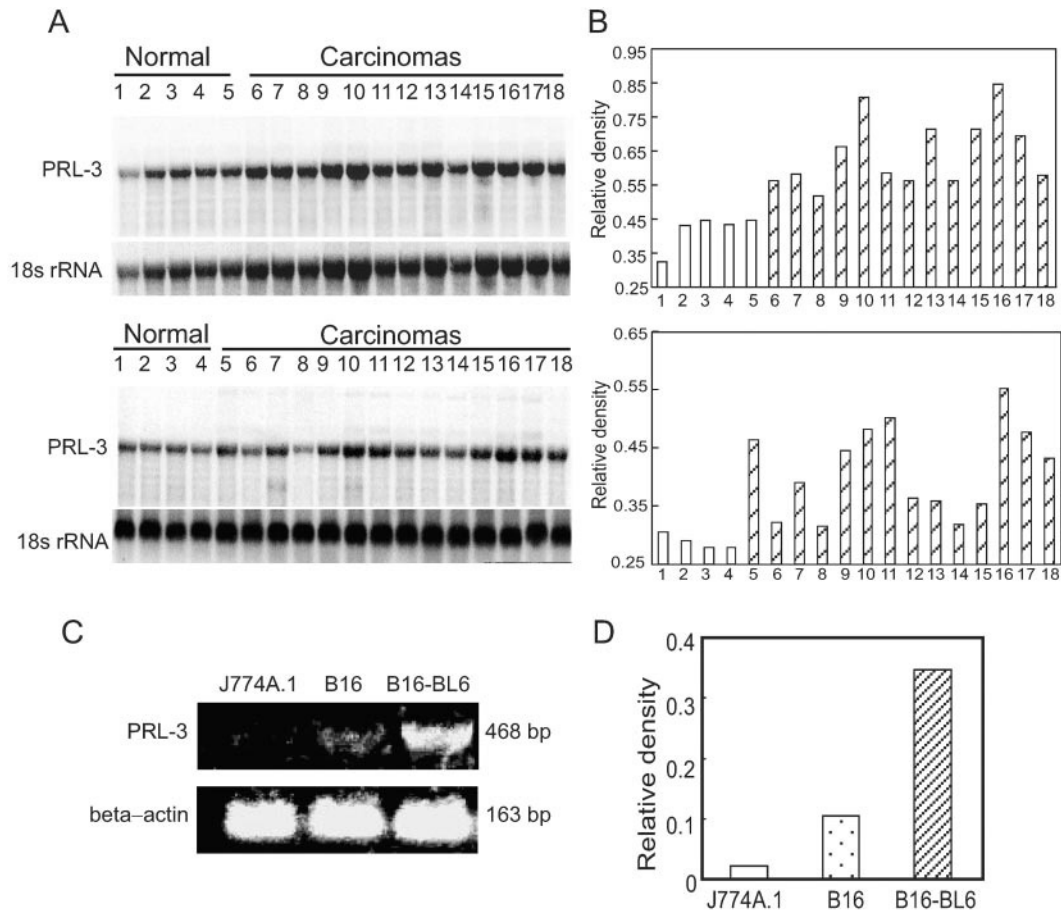 A
Normal Carcinomas
1 2 3 4 5 6 7 8 9 10 11 12 13 14 15 16 17 18
PRL-3
18s rRNA
Normal Carcinomas
1 2 3 4 5 6 7 8 9 10 11 12 13 14 15 16 17 18
PRL-3
18s rRNA
B
0.95
0.85
0.75
0.65
0.55
0.45
0.35
0.25
Relative density
1 2 3 4 5 6 7 8 9 10 11 12 13 14 15 16 17 18
0.65
0.55
0.45
0.35
0.25
Relative density
1 2 3 4 5 6 7 8 9 10 11 12 13 14 15 16 17 18
C
J774A.1 B16 B16-BL6
PRL-3 468 bp
beta–actin 163 bp
D
0.4
0.3
0.2
0.1
0
Relative density
J774A.1 B16 B16-BL6